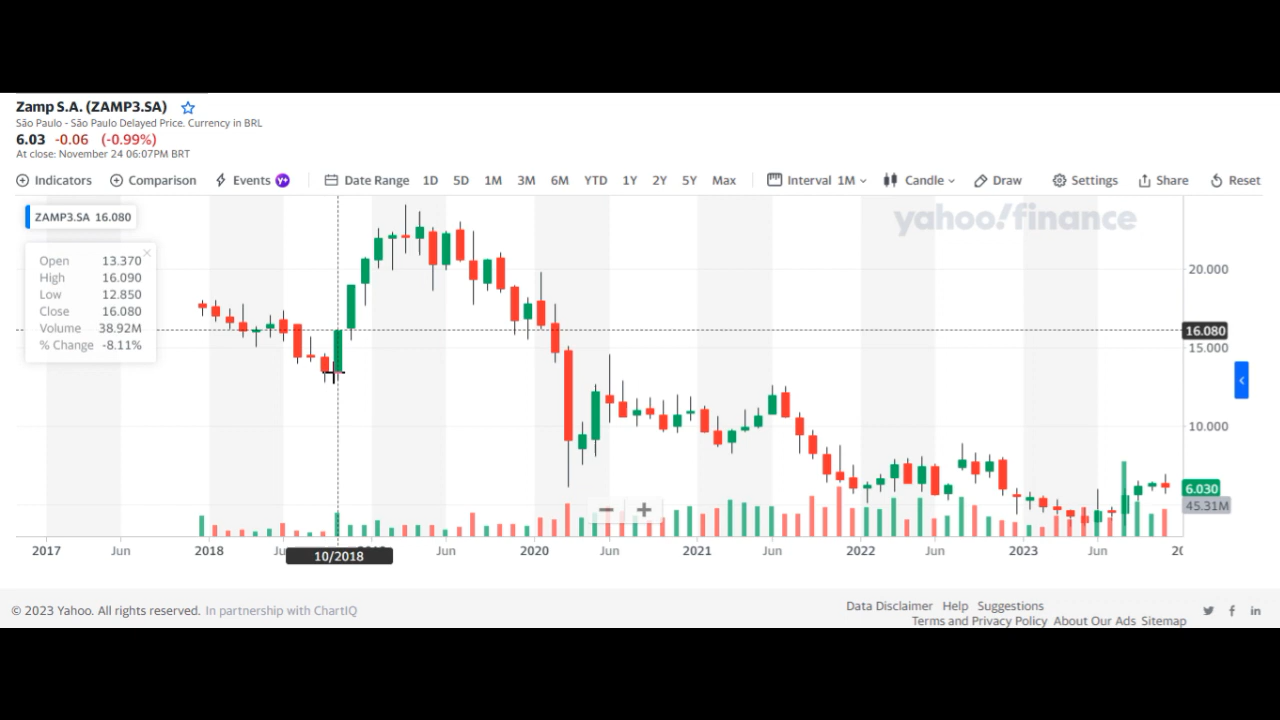 Zamp S.A. (ZAMP3.SA)
São Paulo - São Paulo Delayed Price. Currency in BRL
6.03 -0.06 (-0.99%)
At close: November 24 06:07PM BRT
Indicators Comparison Events Y+ Date Range 1D 5D 1M 3M 6M YTD 1Y 2Y 5Y Max Interval 1M Candle Draw Settings Share Reset
ZAMP3.SA 16.080
yahoo!finance
Open 13.370
High 16.090
Low 12.850
Close 16.080
Volume 38.92M
% Change -8.11%
20.000
16.080
15.000
10.000
6.030
45.31M
2017 Jun 2018 Ju 10/2018 Jun 2020 Jun 2021 Jun 2022 Jun 2023 Jun 20
© 2023 Yahoo. All rights reserved. In partnership with ChartIQ
Data Disclaimer Help Suggestions
Terms and Privacy Policy About Our Ads Sitemap